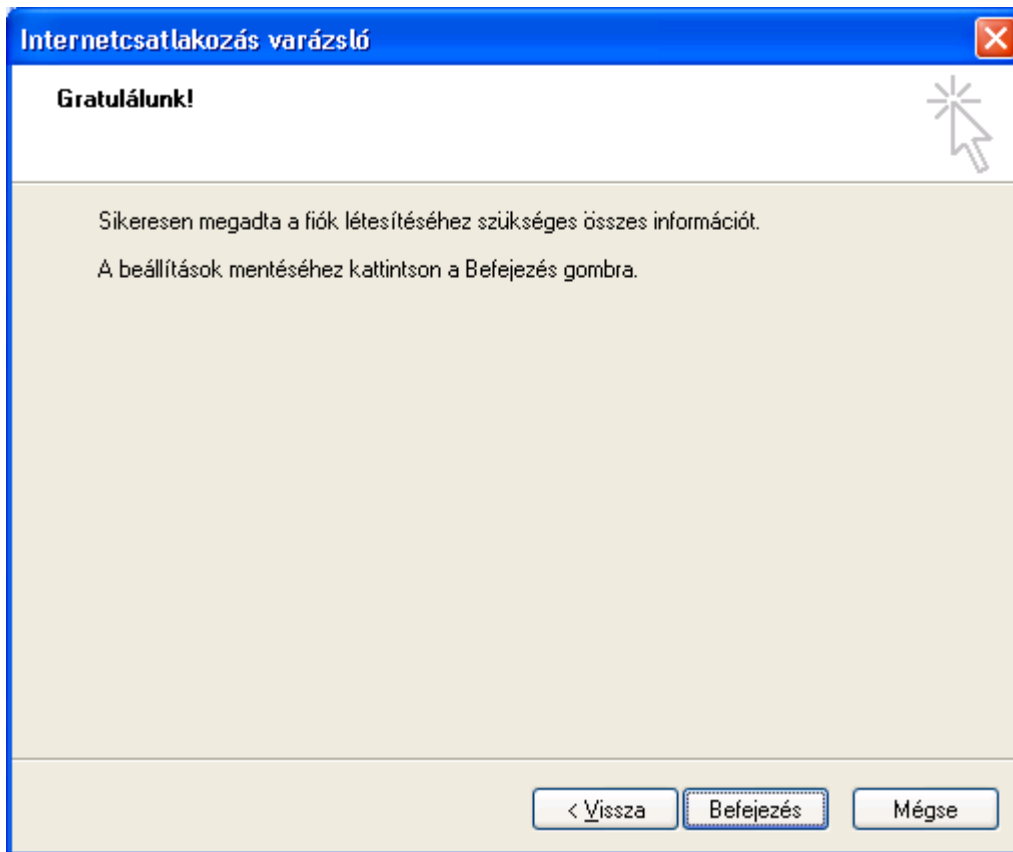 Internetcsatlakozás varázsló
Gratulálunk!
Sikeresen megadta a fiók létesítéséhez szükséges összes információt.
A beállítások mentéséhez kattintson a Befejezés gombra.
< Vissza Befejezés Mégse